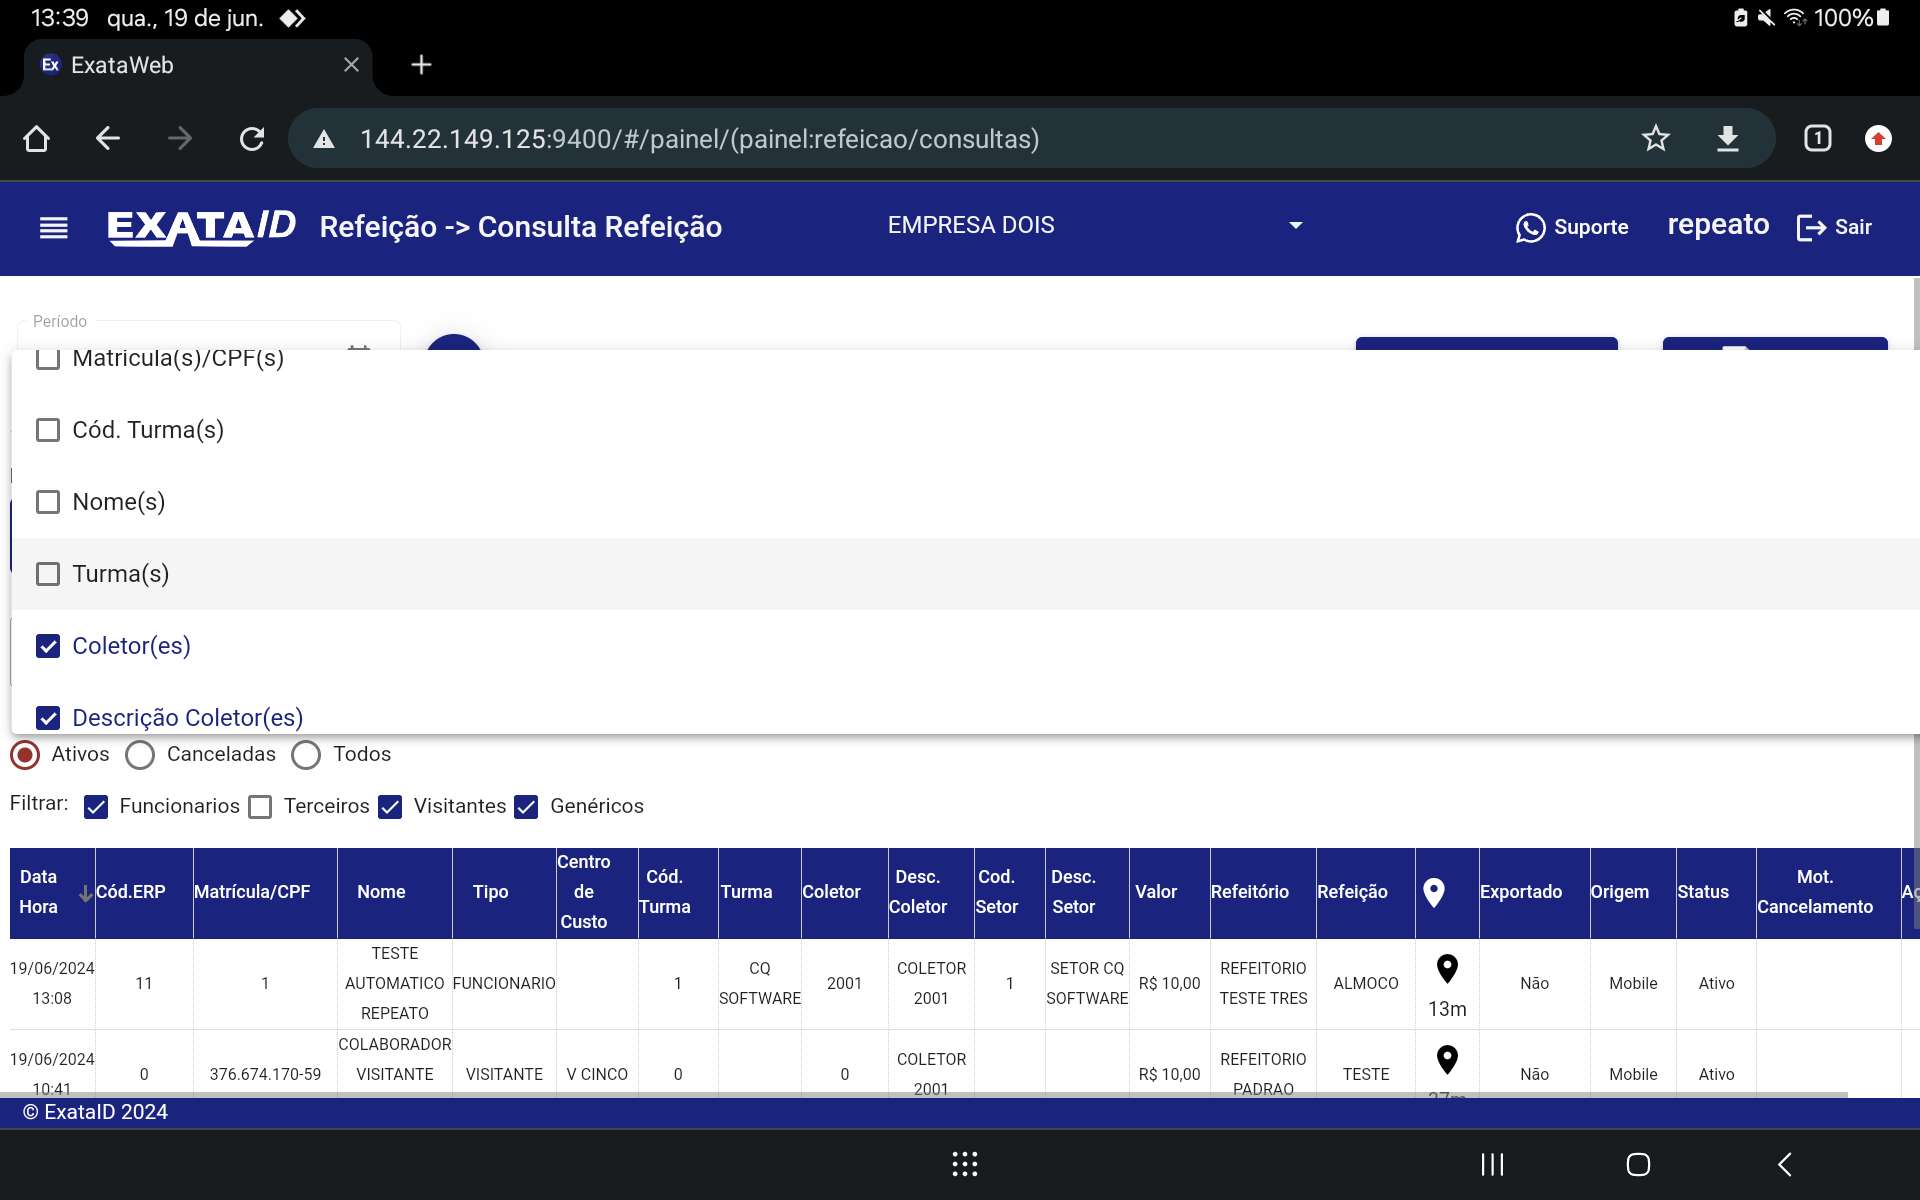 13:39 qua., 19 de jun. 100%
Ex ExataWeb
144.22.149.125:9400/#/painel/(painel:refeicao/consultas) 1
EXATAID Refeição -> Consulta Refeição EMPRESA DOIS Suporte repeato Sair
Período
Matricula(s)/CPF(s)
Cód. Turma(s)
Nome(s)
Turma(s)
Coletor(es)
Descrição Coletor(es)
Ativos Canceladas Todos
Filtrar: Funcionarios Terceiros Visitantes Genéricos
Data Hora Cód.ERP Matrícula/CPF Nome Tipo Centro de Custo Cód. Turma Turma Coletor Desc. Coletor Cod. Setor Desc. Setor Valor Refeitório Refeição Exportado Origem Status Mot. Cancelamento
19/06/2024 13:08 11 1 TESTE AUTOMATICO REPEATO FUNCIONARIO 1 CQ SOFTWARE 2001 COLETOR 2001 1 SETOR CQ SOFTWARE R$ 10,00 REFEITORIO TESTE TRES ALMOCO 13m Não Mobile Ativo
19/06/2024 10:41 0 376.674.170-59 COLABORADOR VISITANTE VISITANTE V CINCO 0 0 COLETOR 2001 R$ 10,00 REFEITORIO PADRAO TESTE Não Mobile Ativo
© ExataID 2024